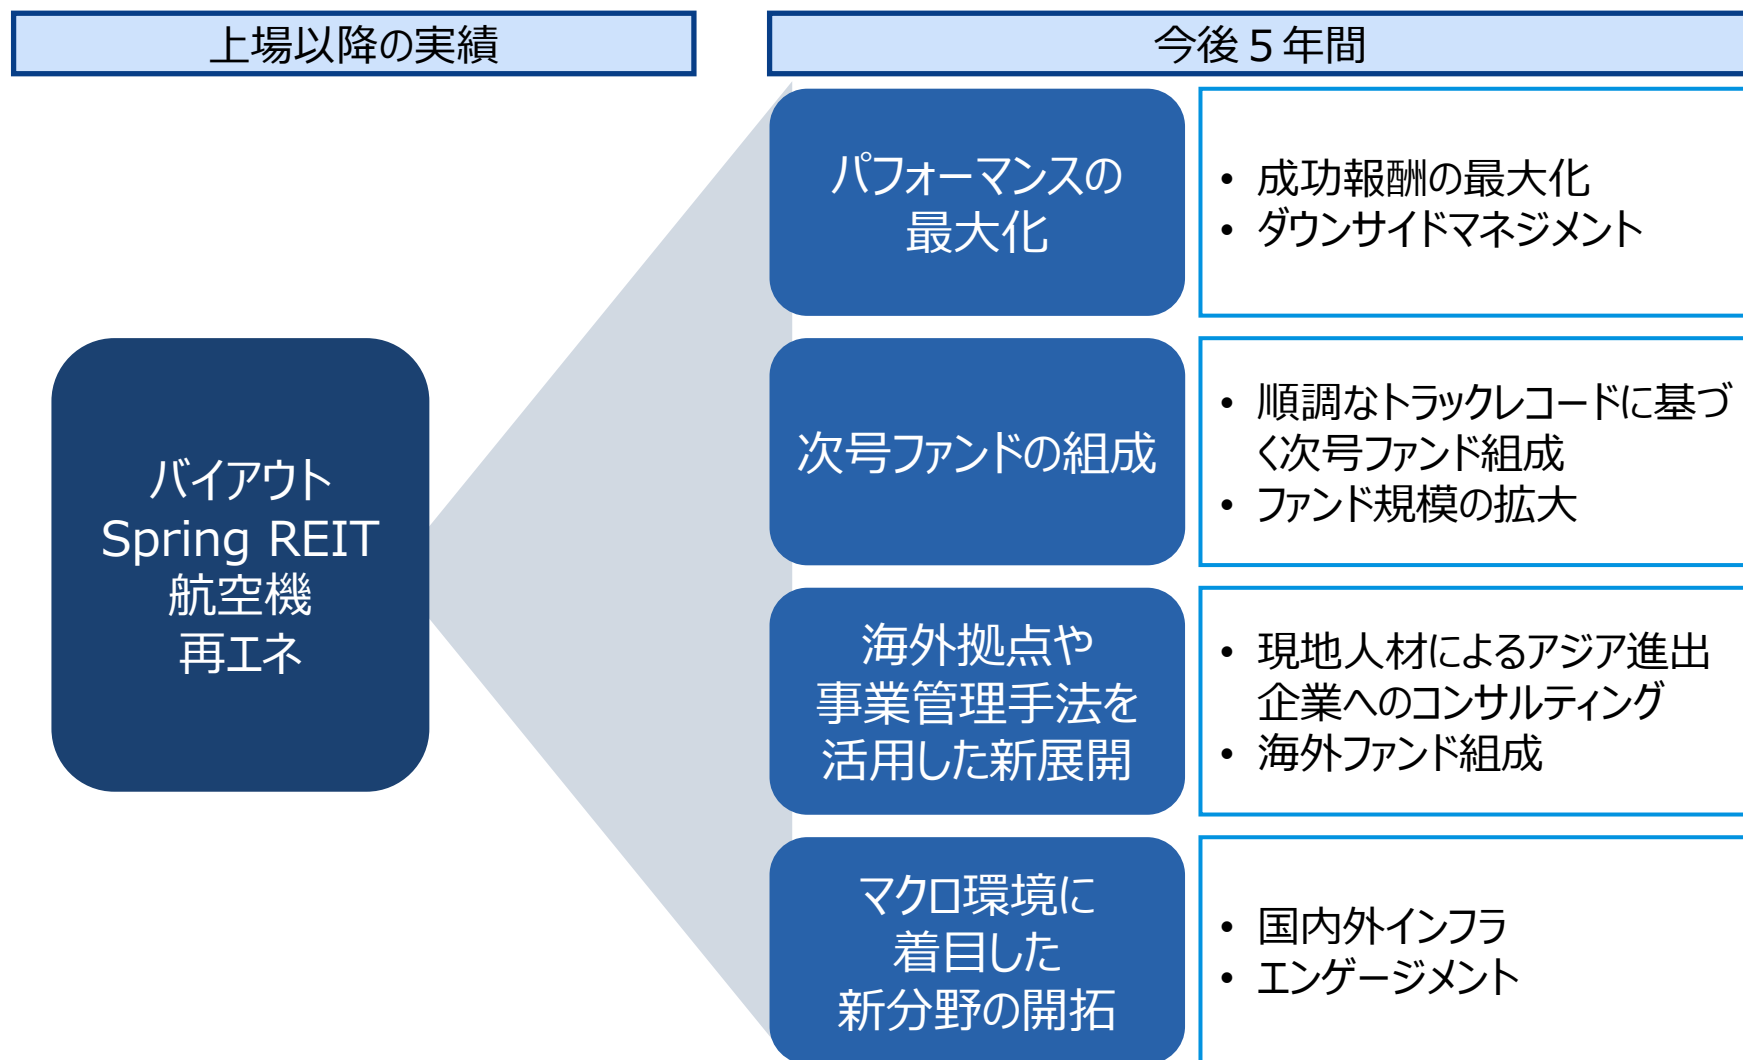 上場以降の実績
今後５年間
バイアウト
Spring REIT
航空機
再エネ
パフォーマンスの
最大化
• 成功報酬の最大化
• ダウンサイドマネジメント
次号ファンドの組成
• 順調なトラックレコードに基づ
く次号ファンド組成
• ファンド規模の拡大
海外拠点や
事業管理手法を
活用した新展開
• 現地人材によるアジア進出
企業へのコンサルティング
• 海外ファンド組成
マクロ環境に
着目した
新分野の開拓
• 国内外インフラ
• エンゲージメント